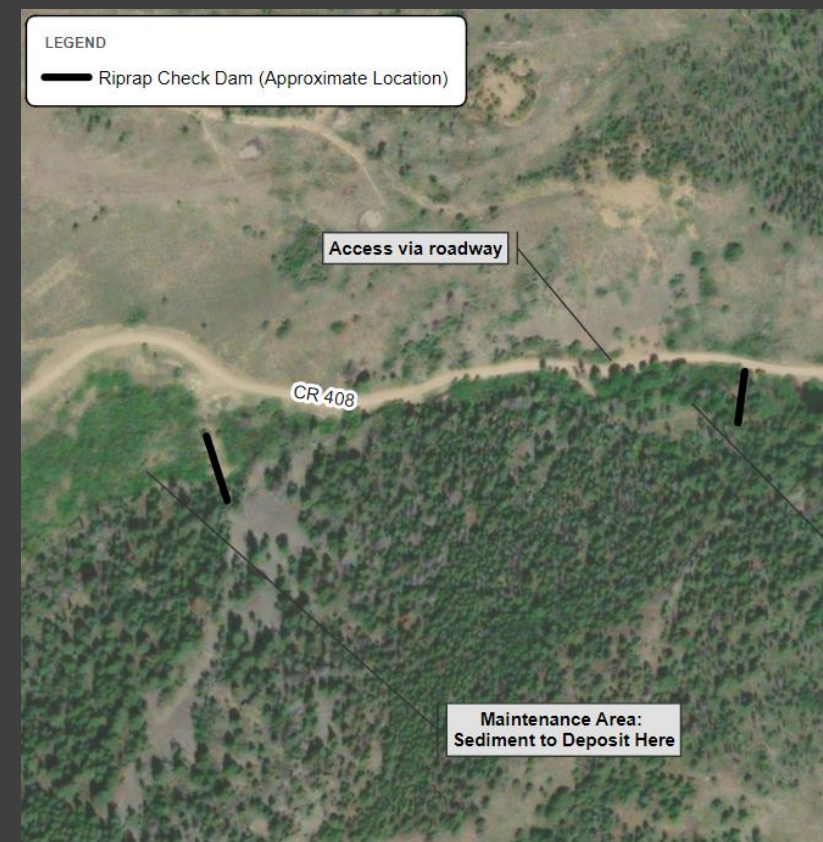 LEGEND
Riprap Check Dam (Approximate Location)
Access via roadway
CR 408
Maintenance Area:
Sediment to Deposit Here